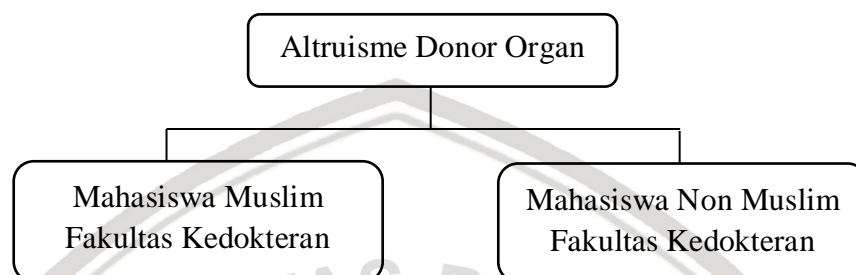 Altruisme Donor Organ
Mahasiswa Muslim
Fakultas Kedokteran
Mahasiswa Non Muslim
Fakultas Kedokteran